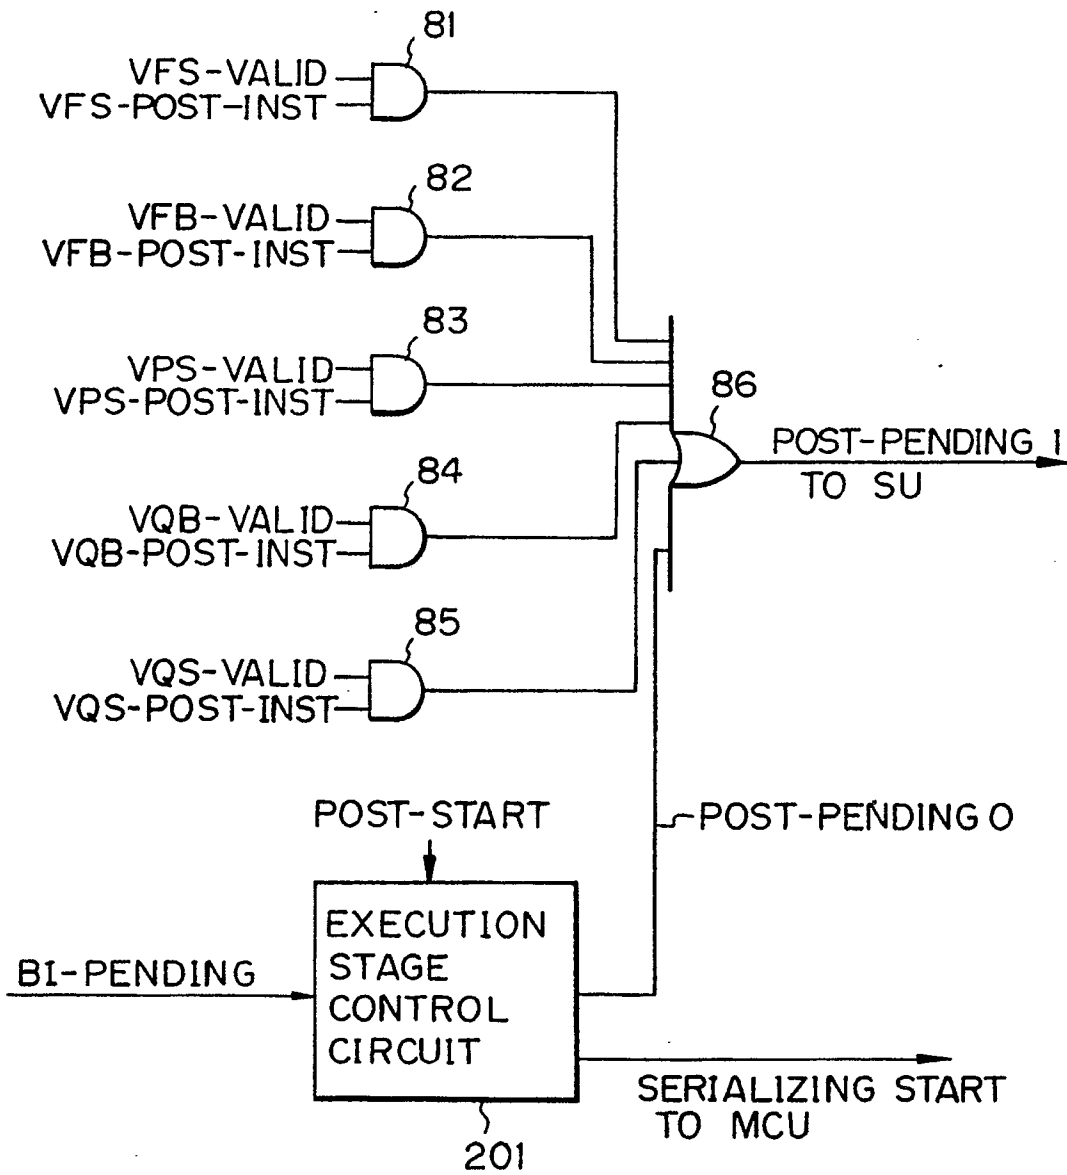 81
VFS-VALID
VFS-POST-INST
82
VFB-VALID
VFB-POST-INST
83
VPS-VALID
VPS-POST-INST
86
POST-PENDING 1
TO SU
84
VQB-VALID
VQB-POST-INST
85
VQS-VALID
VQS-POST-INST
POST-START
POST-PENDING 0
EXECUTION
STAGE
CONTROL
CIRCUIT
BI-PENDING
SERIALIZING START
TO MCU
201